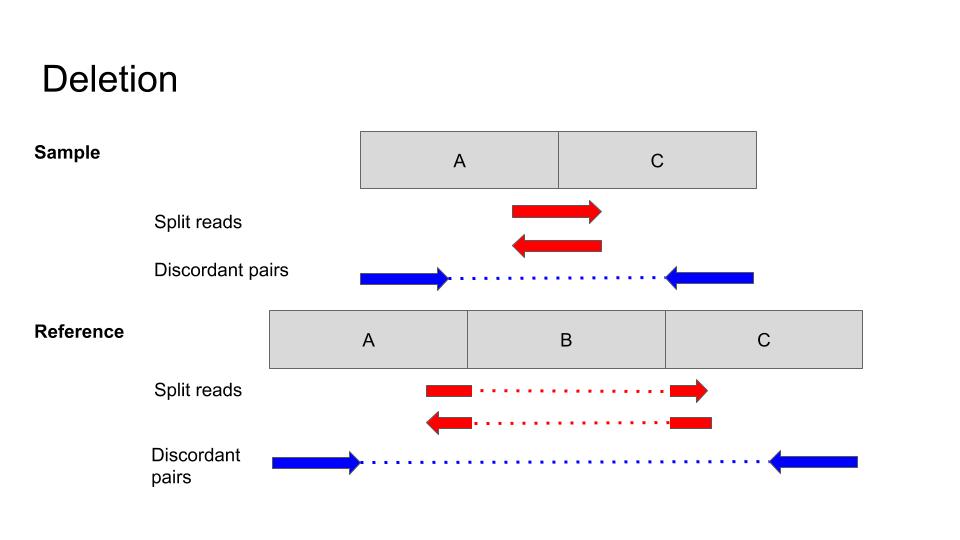 Deletion
Sample
A
C
Split reads
Discordant pairs
Reference
A
B
C
Split reads
Discordant
pairs